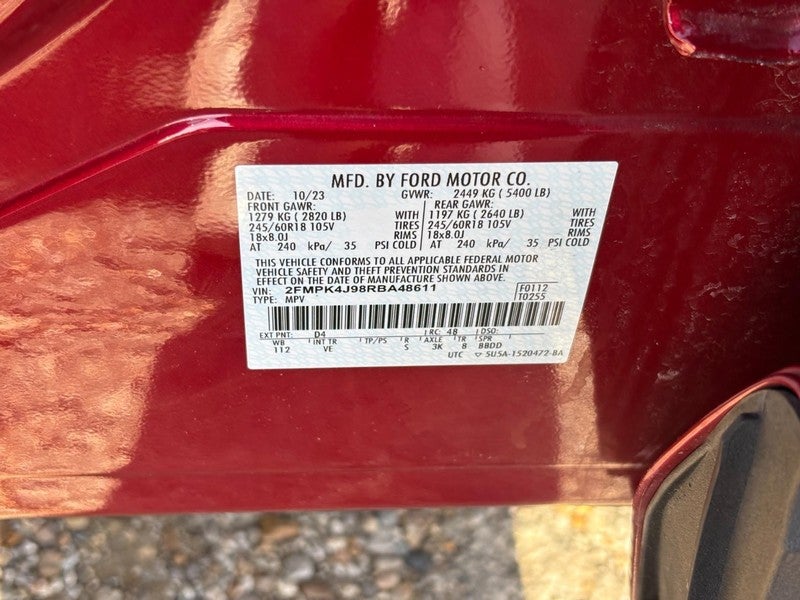 MFD. BY FORD MOTOR CO.
DATE: 10/23 GVWR: 2449 KG ( 5400 LB)
FRONT GAWR: REAR GAWR:
1279 KG ( 2820 LB) WITH 1197 KG ( 2640 LB) WITH
245/60R18 105V TIRES 245/60R18 105V TIRES
18x8.0J RIMS 18x8.0J RIMS
AT 240 kPa/ 35 PSI COLD AT 240 kPa/ 35 PSI COLD
THIS VEHICLE CONFORMS TO ALL APPLICABLE FEDERAL MOTOR
VEHICLE SAFETY AND THEFT PREVENTION STANDARDS IN
EFFECT ON THE DATE OF MANUFACTURE SHOWN ABOVE.
VIN: 2FMPK4J98RBA48611 F0112
TYPE: MPV T0255
EXT PNT: D4 RC: 48 DSO:
WB INT TR TP/PS R AXLE TR SPR
112 VE S 3K 8 BBDD
UTC ▽ 5U5A-1520472-BA